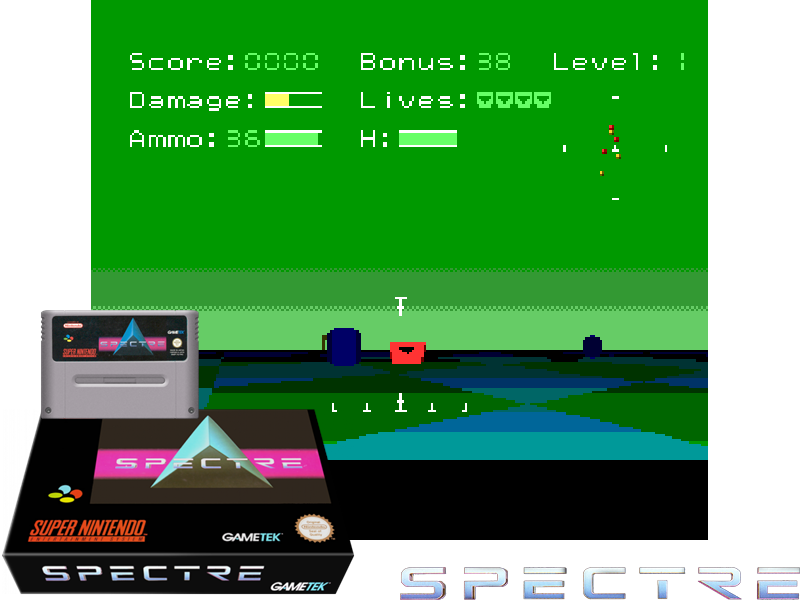 Score:0000 Bonus:38 Level:1
Damage: Lives:
Ammo:36 H:
GAMETEK
SUPER NINTENDO
SPECTRE
SPECTRE
SUPER NINTENDO
ENTERTAINMENT SYSTEM
GAMETEK
SPECTRE
GAMETEK
SPECTRE